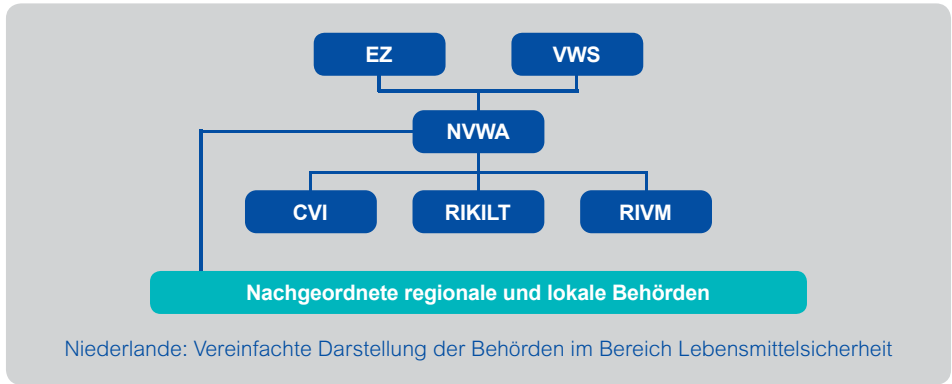 EZ
VWS
NVWA
CVI
RIKILT
RIVM
Nachgeordnete regionale und lokale Behörden
Niederlande: Vereinfachte Darstellung der Behörden im Bereich Lebensmittelsicherheit